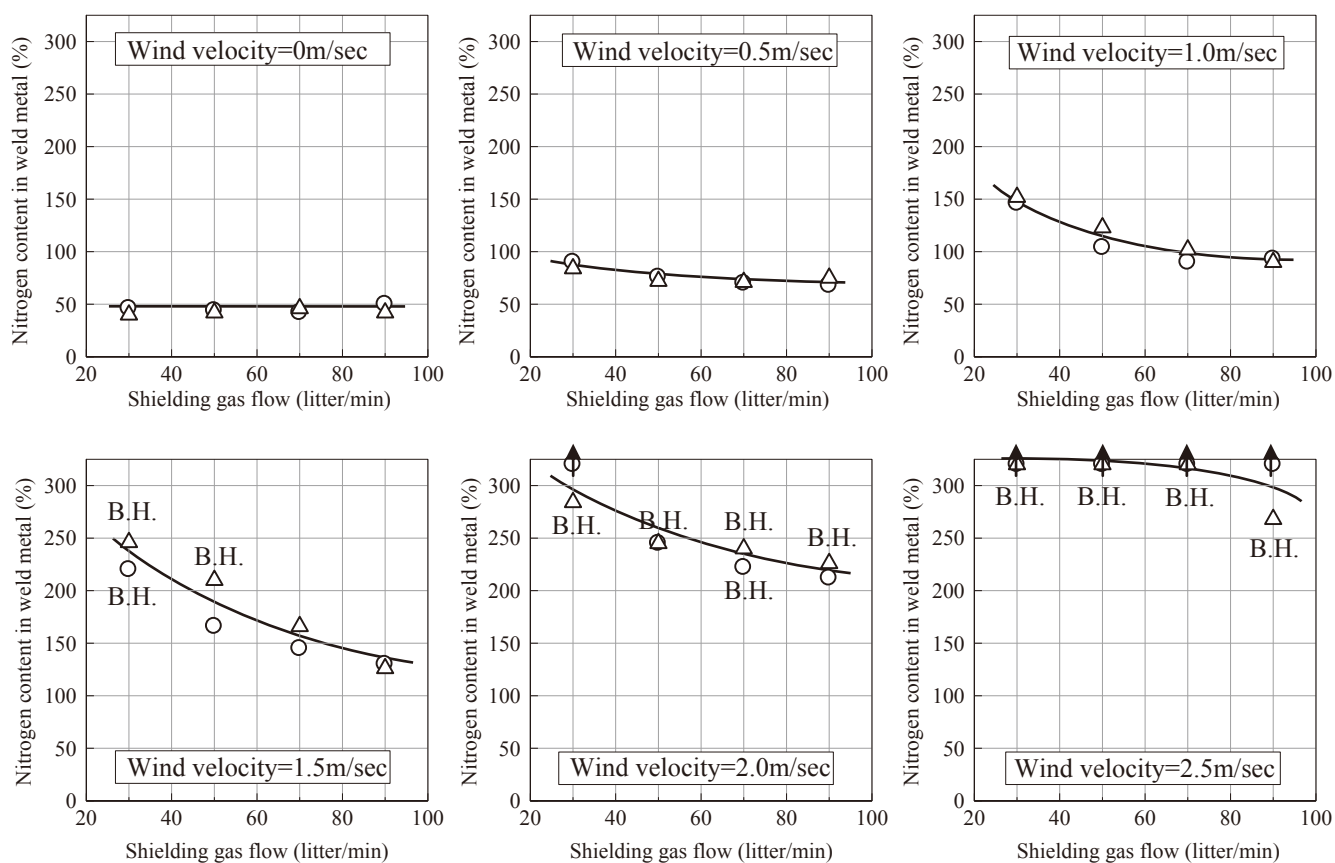 Wind velocity=0m/sec
Nitrogen content in weld metal (%)
300
250
200
150
100
50
0
20 40 60 80 100
Shielding gas flow (litter/min)
Wind velocity=0.5m/sec
Nitrogen content in weld metal (%)
300
250
200
150
100
50
0
20 40 60 80 100
Shielding gas flow (litter/min)
Wind velocity=1.0m/sec
Nitrogen content in weld metal (%)
300
250
200
150
100
50
0
20 40 60 80 100
Shielding gas flow (litter/min)
Nitrogen content in weld metal (%)
300
250
200
150
100
50
0
B.H.
B.H.
B.H.
Wind velocity=1.5m/sec
20 40 60 80 100
Shielding gas flow (litter/min)
Nitrogen content in weld metal (%)
300
250
200
150
100
50
0
B.H.
B.H.
B.H.
B.H.
B.H.
Wind velocity=2.0m/sec
20 40 60 80 100
Shielding gas flow (litter/min)
Nitrogen content in weld metal (%)
300
250
200
150
100
50
0
B.H.
B.H.
B.H.
B.H.
Wind velocity=2.5m/sec
20 40 60 80 100
Shielding gas flow (litter/min)